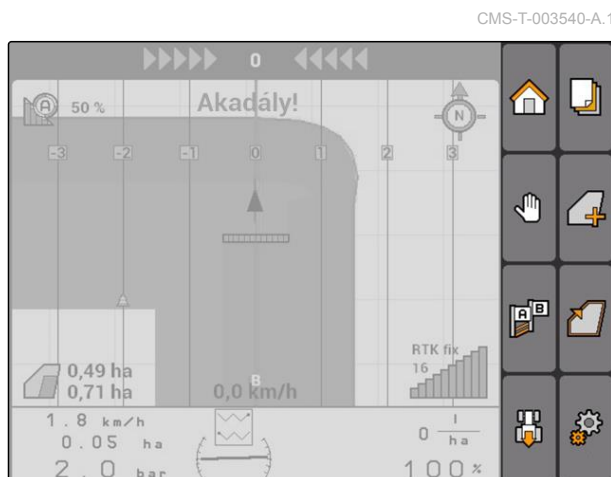 CMS-T-003540-A.1
0
50 %
Akadály!
N
-3 -2 -1 0 1 2 3
A
A B
RTK fix
16
0,49 ha
0,71 ha
B
0,0 km/h
1.8 km/h
0.05 ha
2.0 bar
0 l/ha
100 %